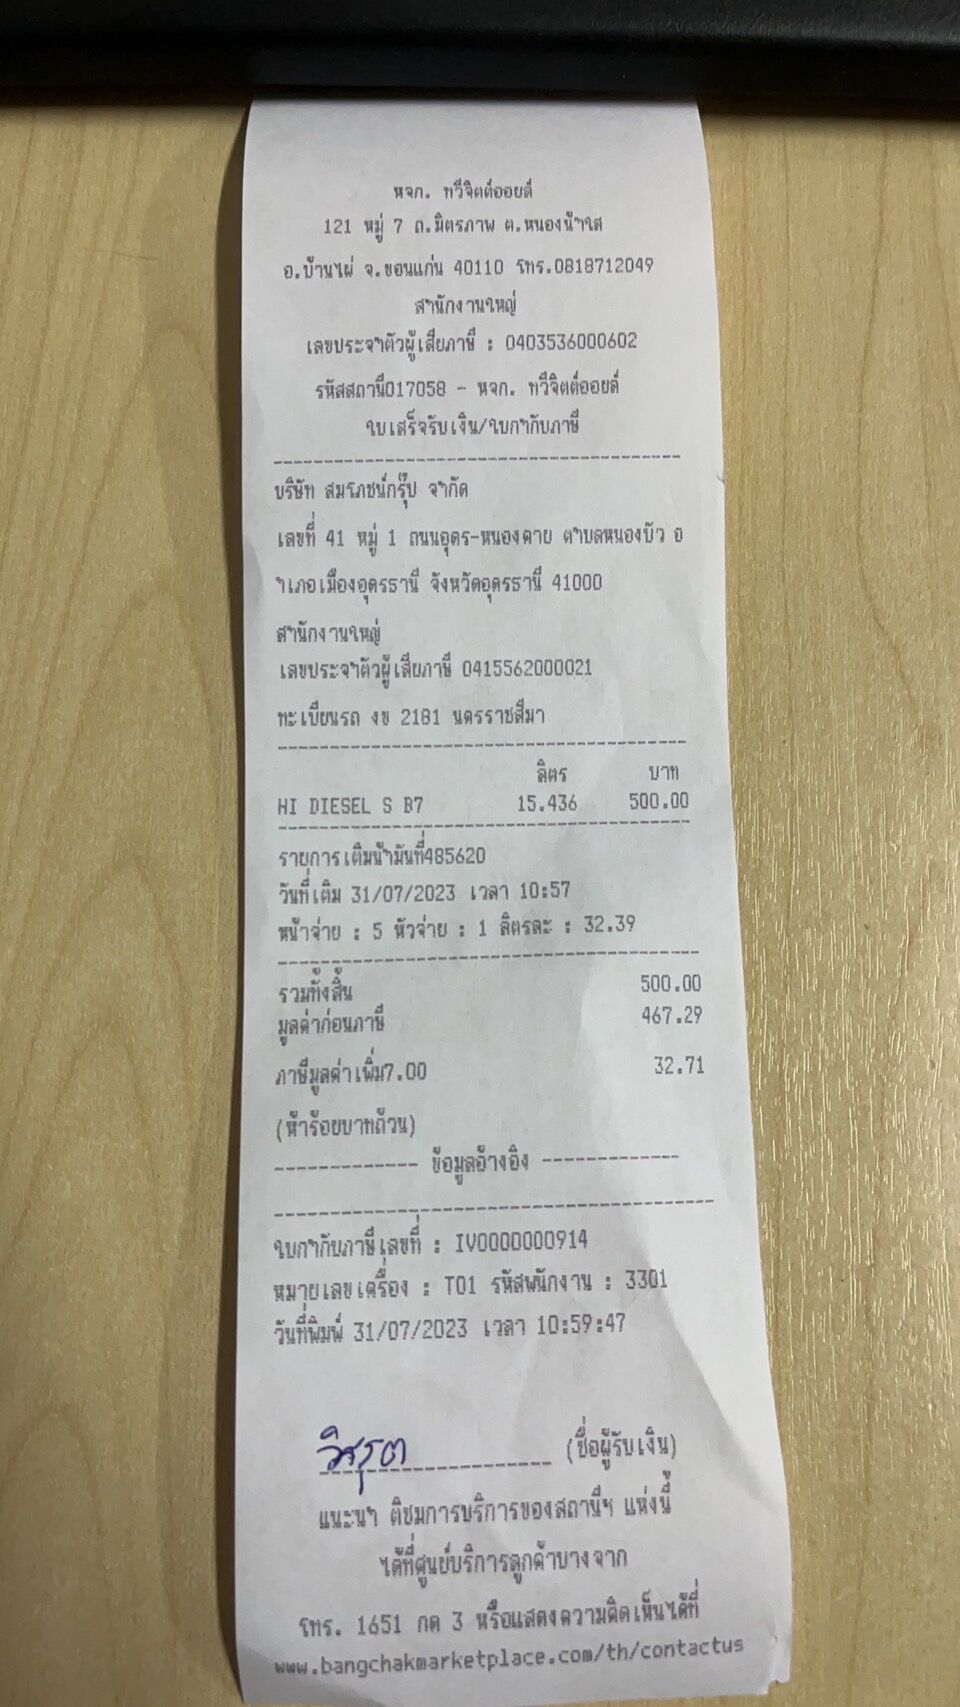 หจก. ทวีจิตต์ออยล์
121 หมู่ 7 ถ.มิตรภาพ ต.หนองน้ำใส
อ.บ้านไผ่ จ.ขอนแก่น 40110 โทร.0818712049
สำนักงานใหญ่
เลขประจำตัวผู้เสียภาษี : 0403536000602
รหัสสถานี017058 - หจก. ทวีจิตต์ออยล์
ใบเสร็จรับเงิน/ใบกำกับภาษี
บริษัท สมโภชน์กรุ๊ป จำกัด
เลขที่ 41 หมู่ 1 ถนนอุดร-หนองคาย ตำบลหนองบัว อ
ำเภอเมืองอุดรธานี จังหวัดอุดรธานี 41000
สำนักงานใหญ่
เลขประจำตัวผู้เสียภาษี 0415562000021
ทะเบียนรถ งข 2181 นครราชสีมา
ลิตร บาท
HI DIESEL S B7 15.436 500.00
รายการเติมน้ำมันที่485620
วันที่เติม 31/07/2023 เวลา 10:57
หน้าจ่าย : 5 หัวจ่าย : 1 ลิตรละ : 32.39
รวมทั้งสิ้น 500.00
มูลค่าก่อนภาษี 467.29
ภาษีมูลค่าเพิ่ม7.00 32.71
(ห้าร้อยบาทถ้วน)
------------- ข้อมูลอ้างอิง -------------
ใบกำกับภาษีเลขที่ : IV0000000914
หมายเลขเครื่อง : T01 รหัสพนักงาน : 3301
วันที่พิมพ์ 31/07/2023 เวลา 10:59:47
วิศรุต (ชื่อผู้รับเงิน)
แนะนำ ติชมการบริการของสถานีฯ แห่งนี้
ได้ที่ศูนย์บริการลูกค้าบางจาก
โทร. 1651 กด 3 หรือแสดงความคิดเห็นได้ที่
www.bangchakmarketplace.com/th/contactus